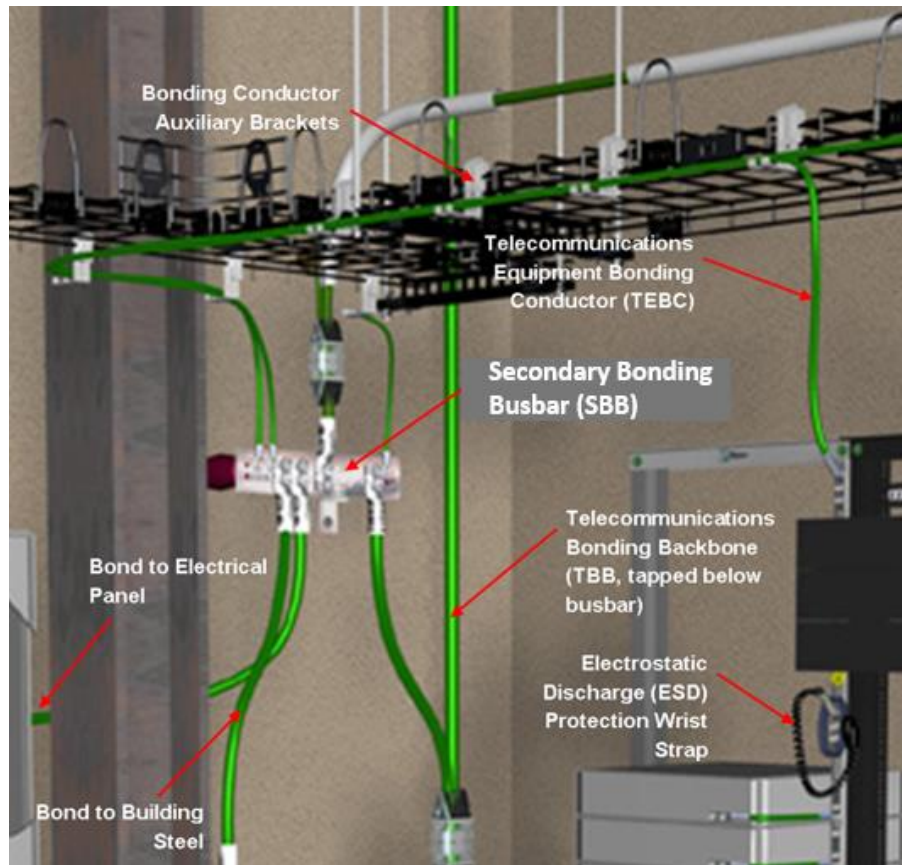 Bonding Conductor
Auxiliary Brackets
Telecommunications
Equipment Bonding
Conductor (TEBC)
Secondary Bonding
Busbar (SBB)
Telecommunications
Bonding Backbone
(TBB, tapped below
busbar)
Bond to Electrical
Panel
Electrostatic
Discharge (ESD)
Protection Wrist
Strap
Bond to Building
Steel